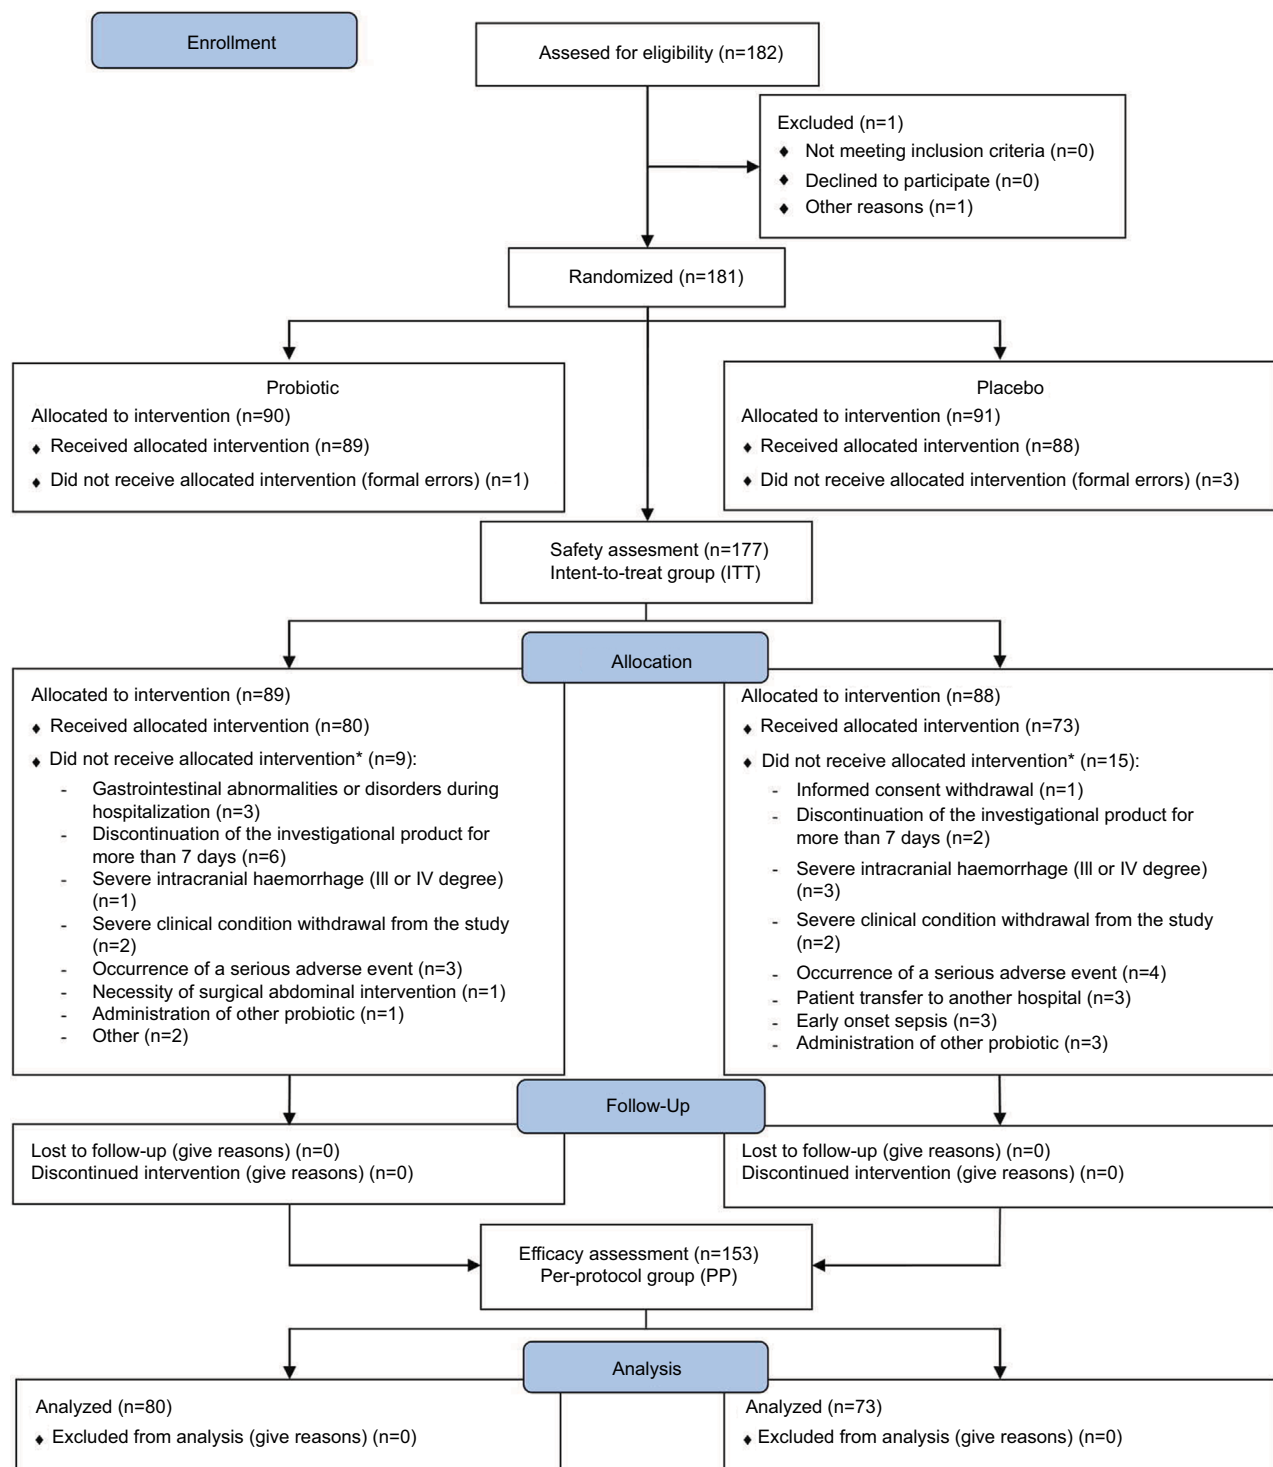 Enrollment
Assesed for eligibility (n=182)
Excluded (n=1)
♦ Not meeting inclusion criteria (n=0)
♦ Declined to participate (n=0)
♦ Other reasons (n=1)
Randomized (n=181)
Probiotic
Allocated to intervention (n=90)
♦ Received allocated intervention (n=89)
♦ Did not receive allocated intervention (formal errors) (n=1)
Placebo
Allocated to intervention (n=91)
♦ Received allocated intervention (n=88)
♦ Did not receive allocated intervention (formal errors) (n=3)
Safety assesment (n=177)
Intent-to-treat group (ITT)
Allocation
Allocated to intervention (n=89)
♦ Received allocated intervention (n=80)
♦ Did not receive allocated intervention* (n=9):
- Gastrointestinal abnormalities or disorders during
hospitalization (n=3)
- Discontinuation of the investigational product for
more than 7 days (n=6)
- Severe intracranial haemorrhage (III or IV degree)
(n=1)
- Severe clinical condition withdrawal from the study
(n=2)
- Occurrence of a serious adverse event (n=3)
- Necessity of surgical abdominal intervention (n=1)
- Administration of other probiotic (n=1)
- Other (n=2)
Allocated to intervention (n=88)
♦ Received allocated intervention (n=73)
♦ Did not receive allocated intervention* (n=15):
- Informed consent withdrawal (n=1)
- Discontinuation of the investigational product for
more than 7 days (n=2)
- Severe intracranial haemorrhage (III or IV degree)
(n=3)
- Severe clinical condition withdrawal from the study
(n=2)
- Occurrence of a serious adverse event (n=4)
- Patient transfer to another hospital (n=3)
- Early onset sepsis (n=3)
- Administration of other probiotic (n=3)
Follow-Up
Lost to follow-up (give reasons) (n=0)
Discontinued intervention (give reasons) (n=0)
Lost to follow-up (give reasons) (n=0)
Discontinued intervention (give reasons) (n=0)
Efficacy assessment (n=153)
Per-protocol group (PP)
Analysis
Analyzed (n=80)
♦ Excluded from analysis (give reasons) (n=0)
Analyzed (n=73)
♦ Excluded from analysis (give reasons) (n=0)